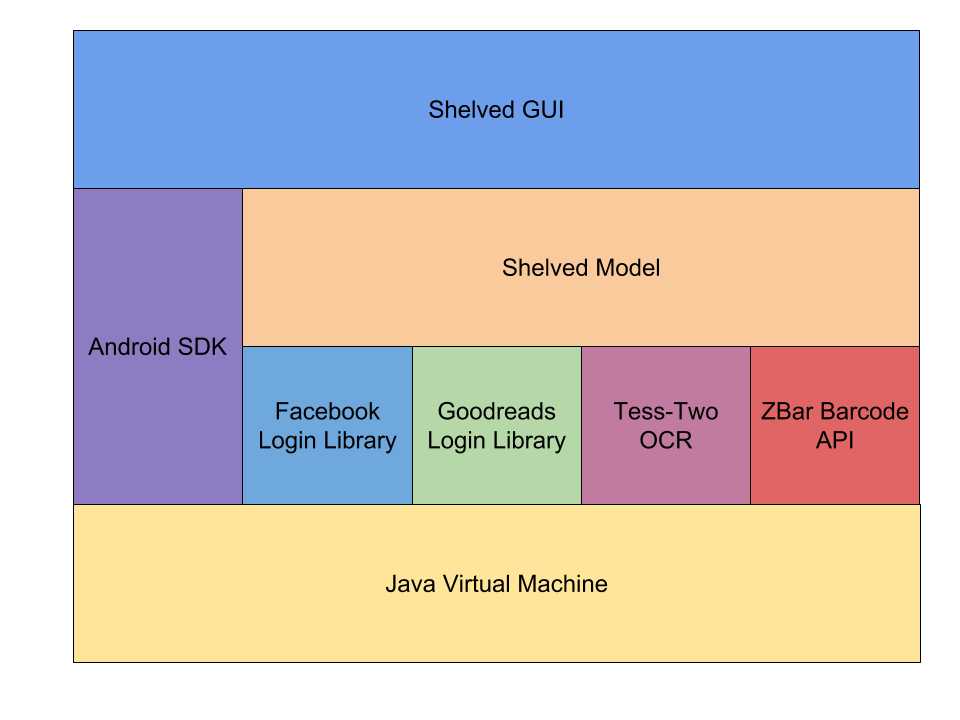 Shelved GUI
Shelved Model
Android SDK
Facebook
Login Library
Goodreads
Login Library
Tess-Two
OCR
ZBar Barcode
API
Java Virtual Machine